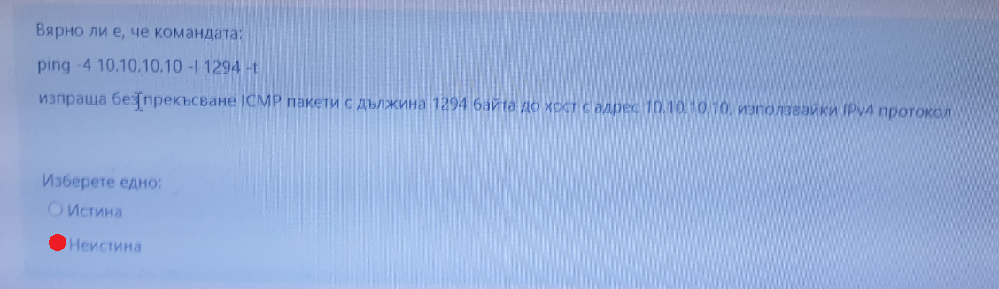 Вярно ли е, че командата:
ping -4 10.10.10.10 -l 1294 -t
изпраща без прекъсване ICMP пакети с дължина 1294 байта до хост с адрес 10.10.10.10, използвайки IPv4 протокол
Изберете едно:
Истина
Неистина